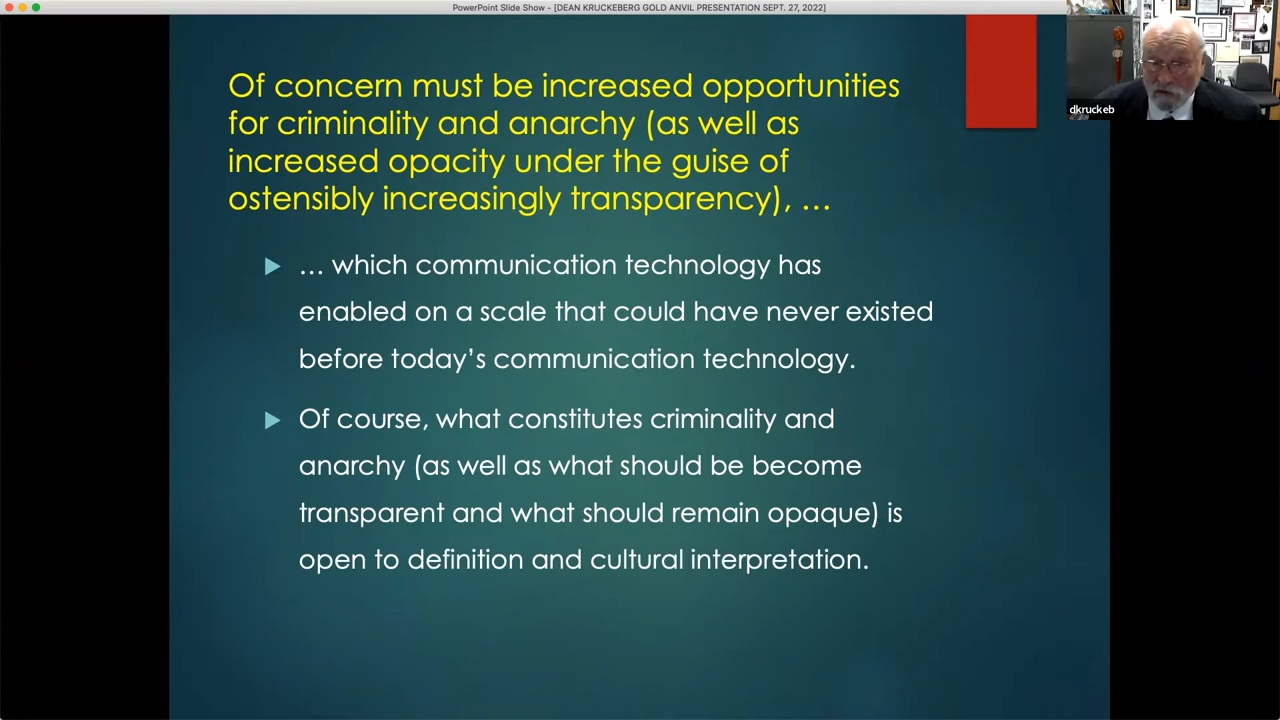 PowerPoint Slide Show - [DEAN KRUCKEBERG GOLD ANVIL PRESENTATION SEPT. 27, 2022]
Of concern must be increased opportunities
for criminality and anarchy (as well as
increased opacity under the guise of
ostensibly increasingly transparency), …
dkruckeb
… which communication technology has
enabled on a scale that could have never existed
before today’s communication technology.
Of course, what constitutes criminality and
anarchy (as well as what should be become
transparent and what should remain opaque) is
open to definition and cultural interpretation.